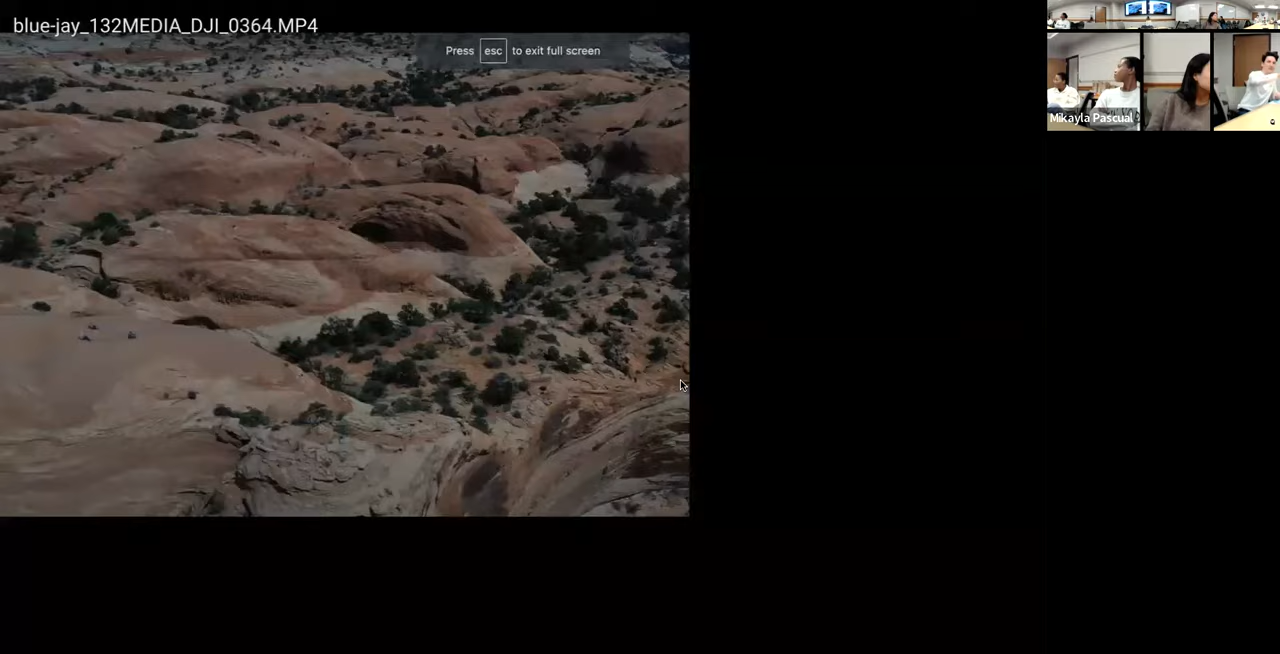 blue-jay_132MEDIA_DJI_0364.MP4
Press esc to exit full screen
Mikayla Pascual